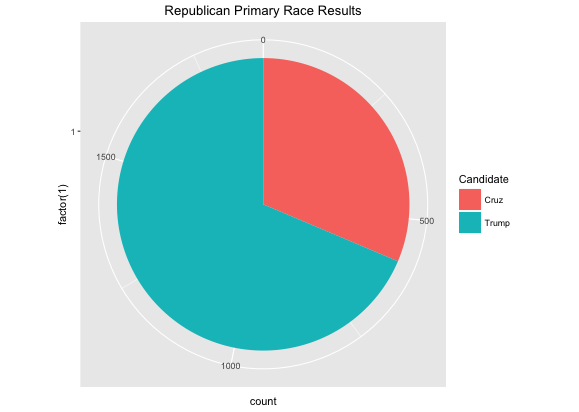 Republican Primary Race Results
0
1
1500
factor(1)
Candidate
Cruz
Trump
500
1000
count